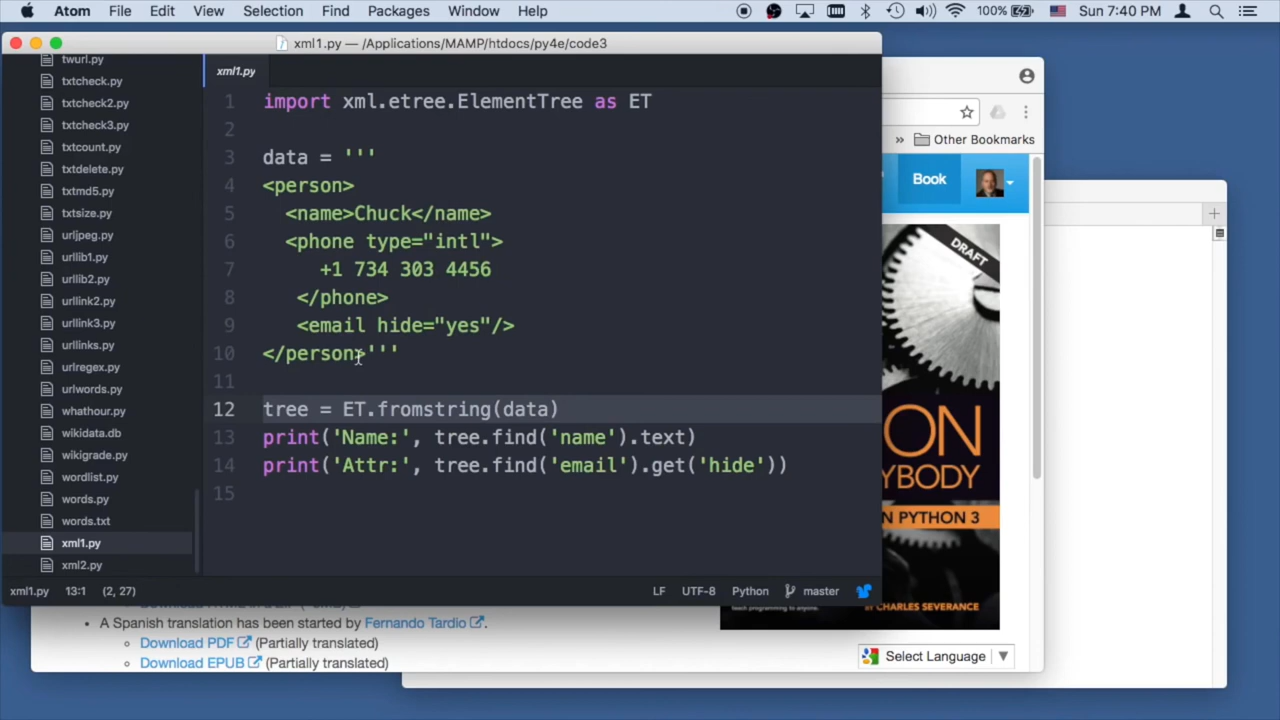 Atom File Edit View Selection Find Packages Window Help 100% Sun 7:40 PM
xml1.py — /Applications/MAMP/htdocs/py4e/code3
twurl.py
txtcheck.py
txtcheck2.py
txtcheck3.py
txtcount.py
txtdelete.py
txtmd5.py
txtsize.py
urljpeg.py
urllib1.py
urllib2.py
urllink2.py
urllink3.py
urllinks.py
urlregex.py
urlwords.py
whathour.py
wikidata.db
wikigrade.py
wordlist.py
words.py
words.txt
xml1.py
xml2.py
xml1.py
1 import xml.etree.ElementTree as ET
2
3 data = '''
4 <person>
5 <name>Chuck</name>
6 <phone type="intl">
7 +1 734 303 4456
8 </phone>
9 <email hide="yes"/>
10 </person>'''
11
12 tree = ET.fromstring(data)
13 print('Name:', tree.find('name').text)
14 print('Attr:', tree.find('email').get('hide'))
15
xml1.py 13:1 (2, 27) LF UTF-8 Python master
» Other Bookmarks
Book
DRAFT
ON
YBODY
N PYTHON 3
BY CHARLES SEVERANCE
A Spanish translation has been started by Fernando Tardio.
Download PDF (Partially translated)
Download EPUB (Partially translated)
Select Language ▼